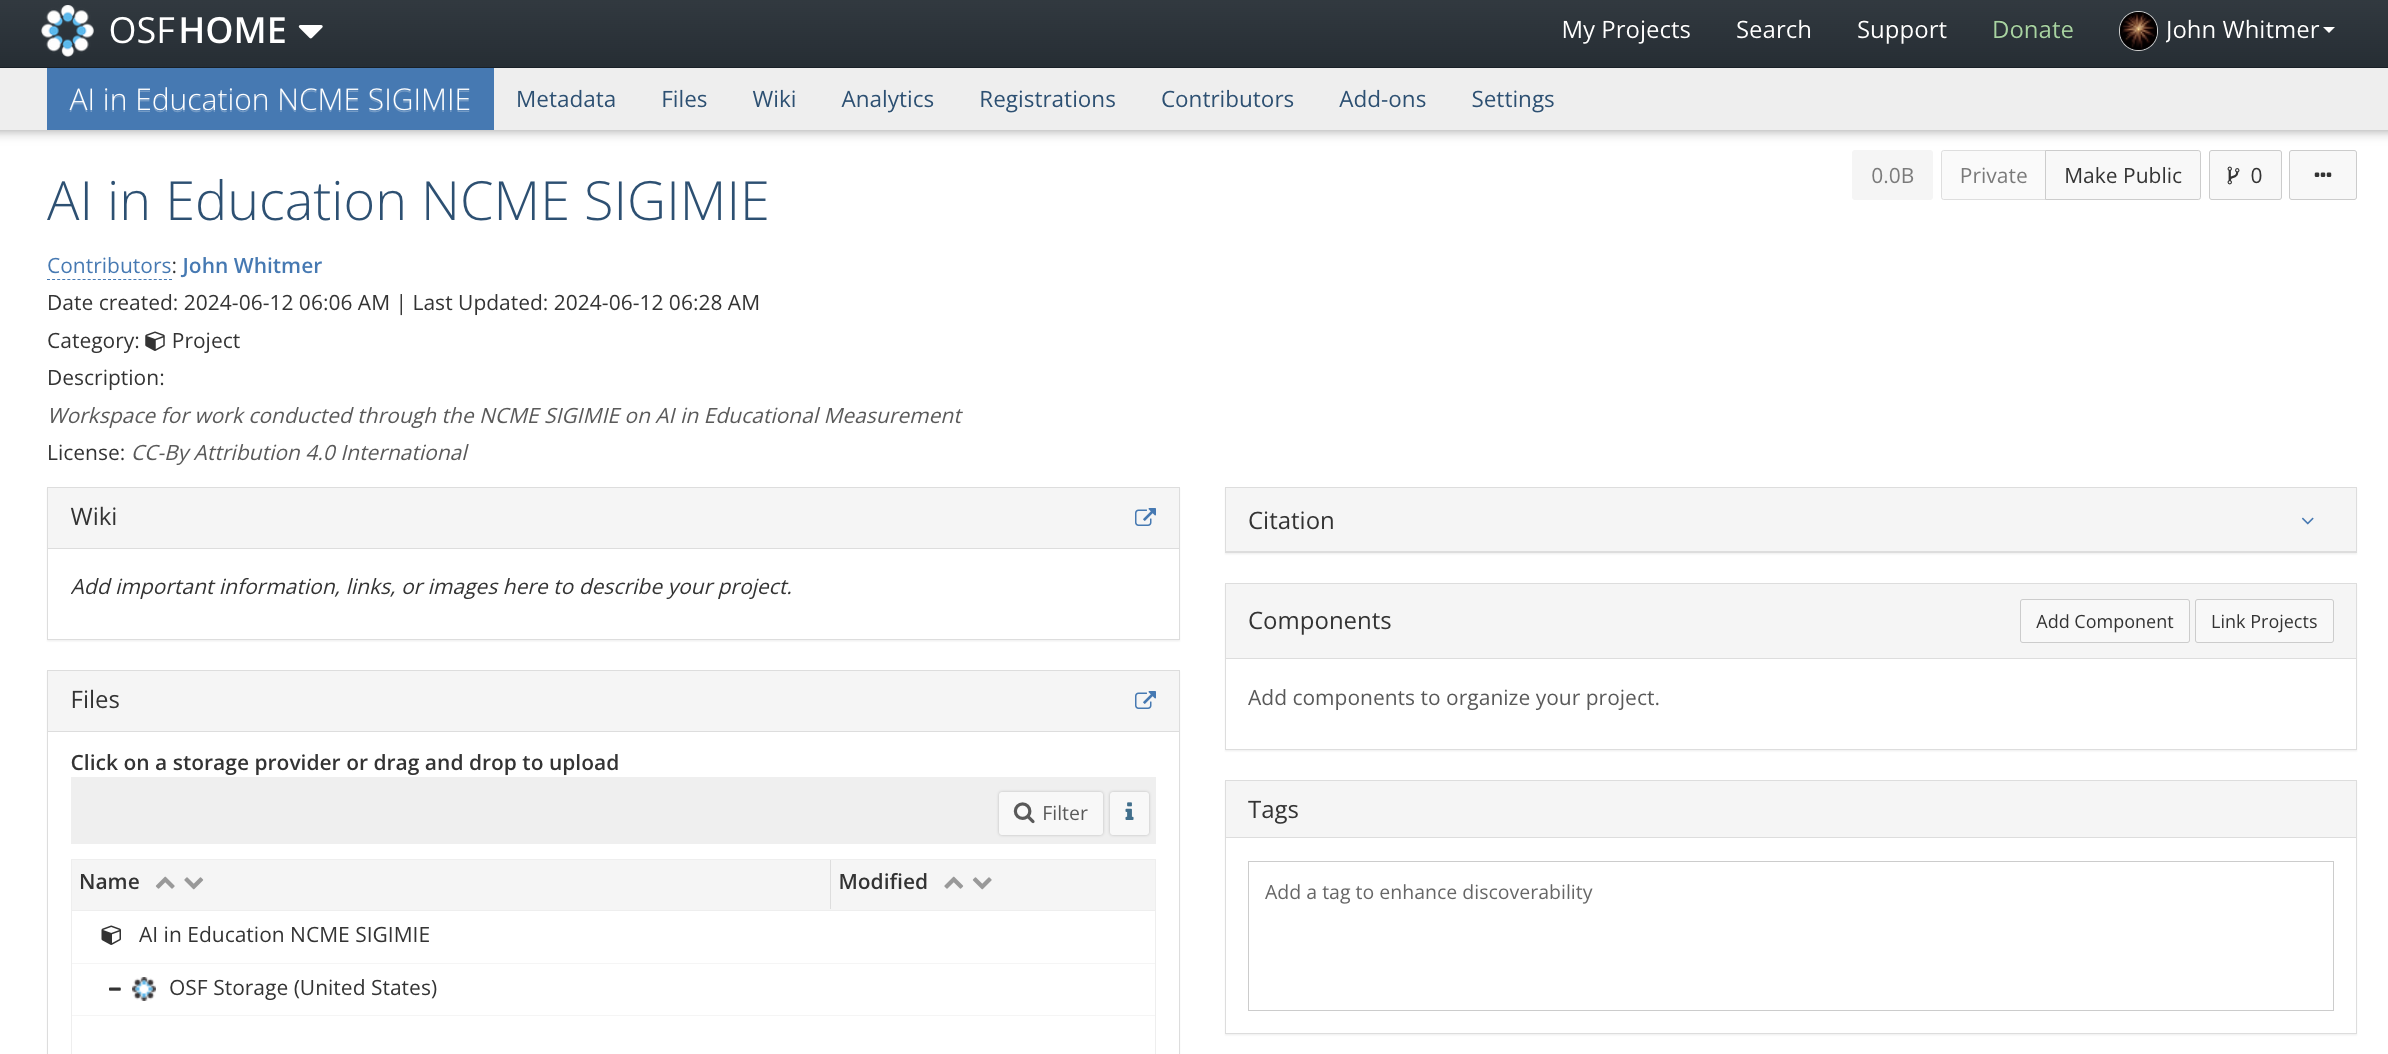 OSFHOME
My Projects Search Support Donate John Whitmer
AI in Education NCME SIGIMIE Metadata Files Wiki Analytics Registrations Contributors Add-ons Settings
0.0B Private Make Public 0 ...
AI in Education NCME SIGIMIE
Contributors: John Whitmer
Date created: 2024-06-12 06:06 AM | Last Updated: 2024-06-12 06:28 AM
Category: Project
Description:
Workspace for work conducted through the NCME SIGIMIE on AI in Educational Measurement
License: CC-By Attribution 4.0 International
Wiki
Add important information, links, or images here to describe your project.
Files
Click on a storage provider or drag and drop to upload
Filter i
Name Modified
AI in Education NCME SIGIMIE
OSF Storage (United States)
Citation
Components Add Component Link Projects
Add components to organize your project.
Tags
Add a tag to enhance discoverability